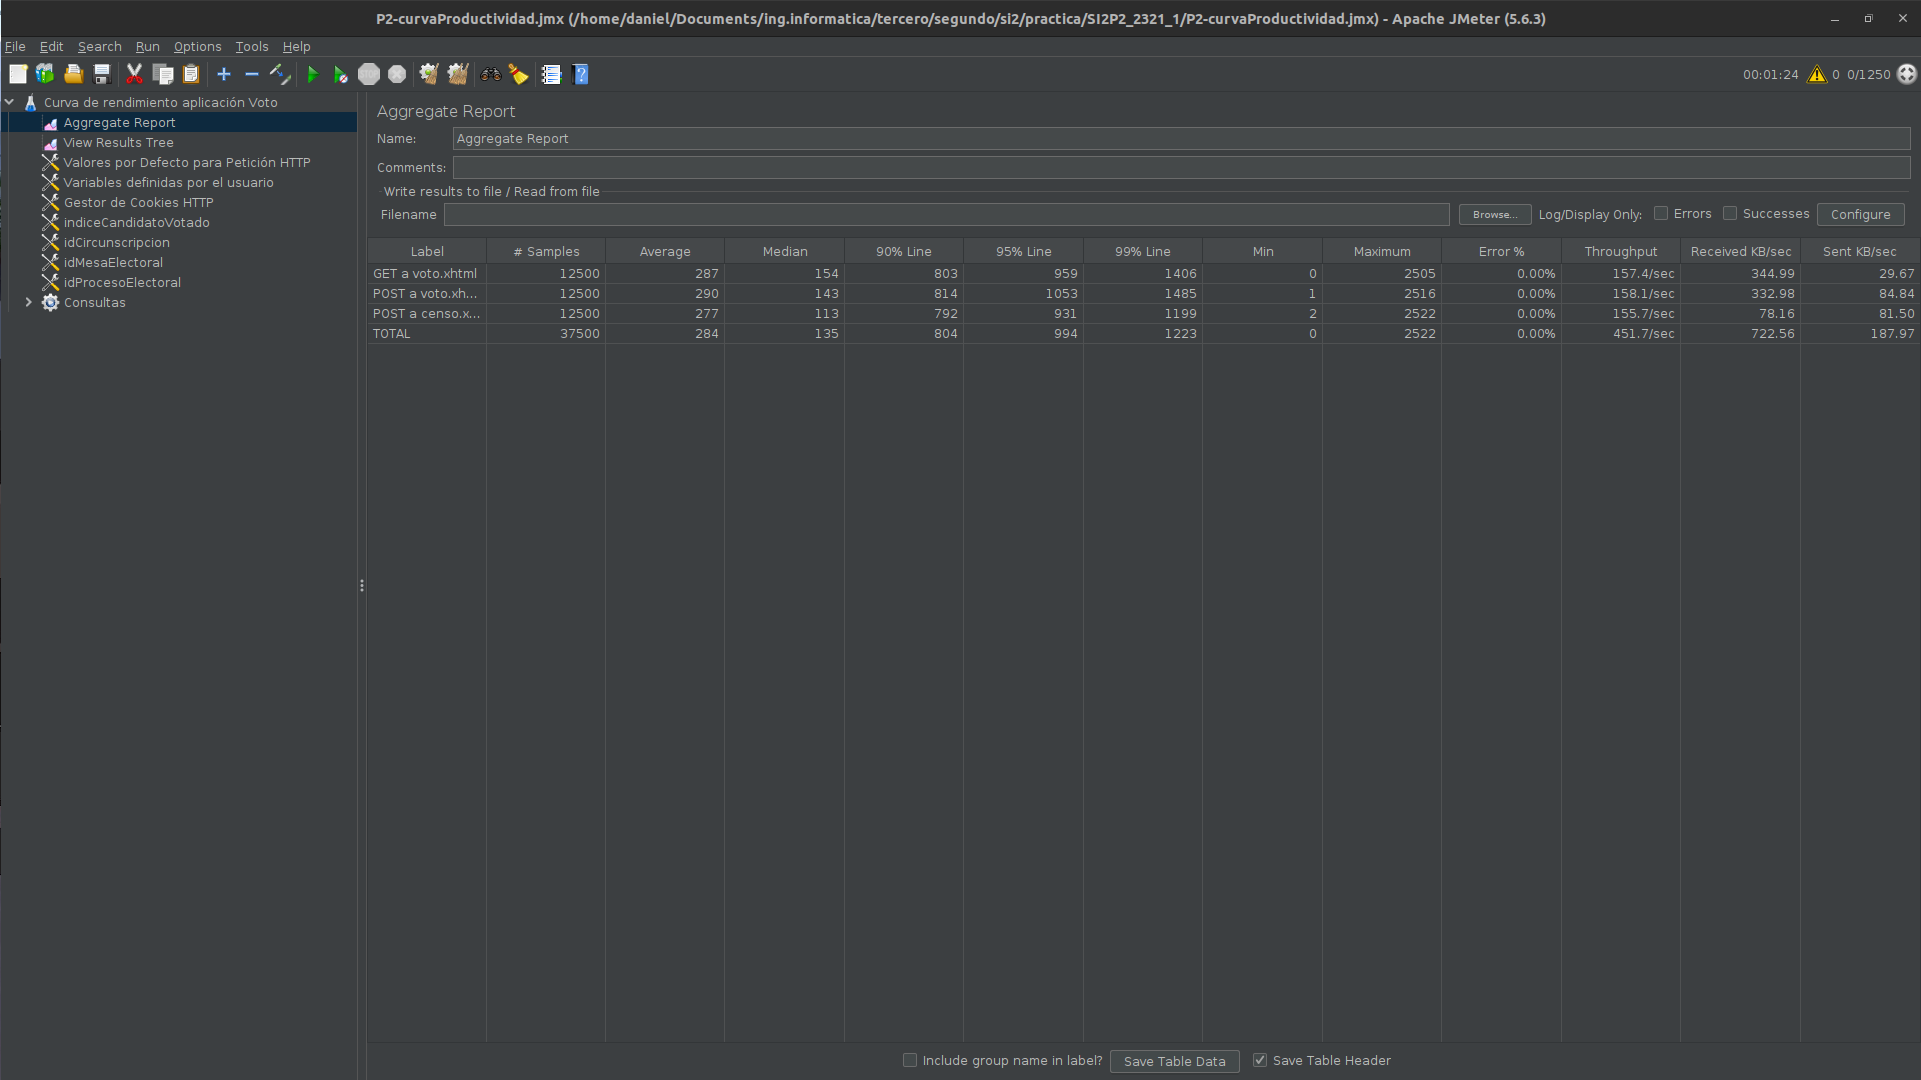 P2-curvaProductividad.jmx (/home/daniel/Documents/ing.informatica/tercero/segundo/si2/practica/SI2P2_2321_1/P2-curvaProductividad.jmx) - Apache JMeter (5.6.3)
File Edit Search Run Options Tools Help
00:01:24 0 0/1250
Curva de rendimiento aplicación Voto
Aggregate Report
View Results Tree
Valores por Defecto para Petición HTTP
Variables definidas por el usuario
Gestor de Cookies HTTP
indiceCandidatoVotado
idCircunscripcion
idMesaElectoral
idProcesoElectoral
Consultas
Aggregate Report
Name: Aggregate Report
Comments:
Write results to file / Read from file
Filename Browse... Log/Display Only: Errors Successes Configure
Label # Samples Average Median 90% Line 95% Line 99% Line Min Maximum Error % Throughput Received KB/sec Sent KB/sec
GET a voto.xhtml 12500 287 154 803 959 1406 0 2505 0.00% 157.4/sec 344.99 29.67
POST a voto.xh... 12500 290 143 814 1053 1485 1 2516 0.00% 158.1/sec 332.98 84.84
POST a censo.x... 12500 277 113 792 931 1199 2 2522 0.00% 155.7/sec 78.16 81.50
TOTAL 37500 284 135 804 994 1223 0 2522 0.00% 451.7/sec 722.56 187.97
Include group name in label? Save Table Data Save Table Header